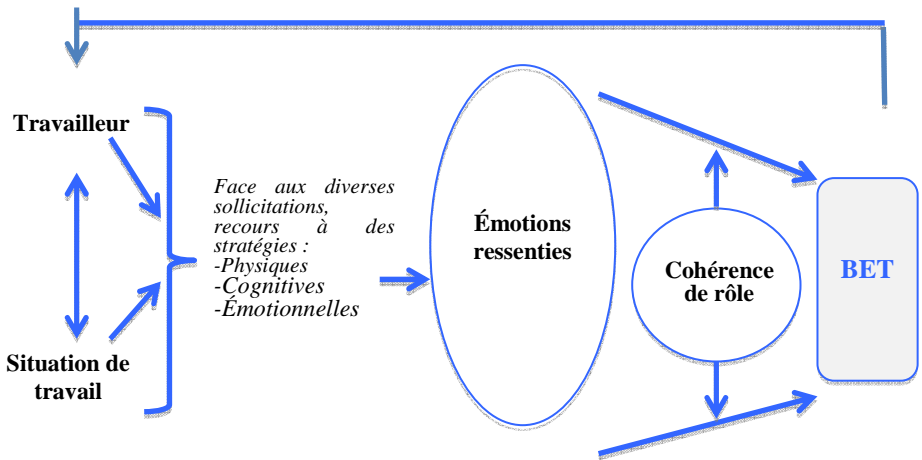 Travailleur
Face aux diverses
sollicitations,
recours à des
stratégies :
-Physiques
-Cognitives
-Émotionnelles
Situation de
travail
Émotions
ressenties
Cohérence
de rôle
BET